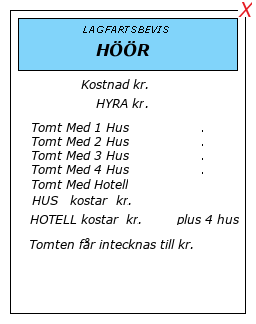 X
LAGFARTSBEVIS
HÖÖR
Kostnad kr.
HYRA kr.
Tomt Med 1 Hus .
Tomt Med 2 Hus .
Tomt Med 3 Hus .
Tomt Med 4 Hus .
Tomt Med Hotell
HUS kostar kr.
HOTELL kostar kr. plus 4 hus
Tomten får intecknas till kr.